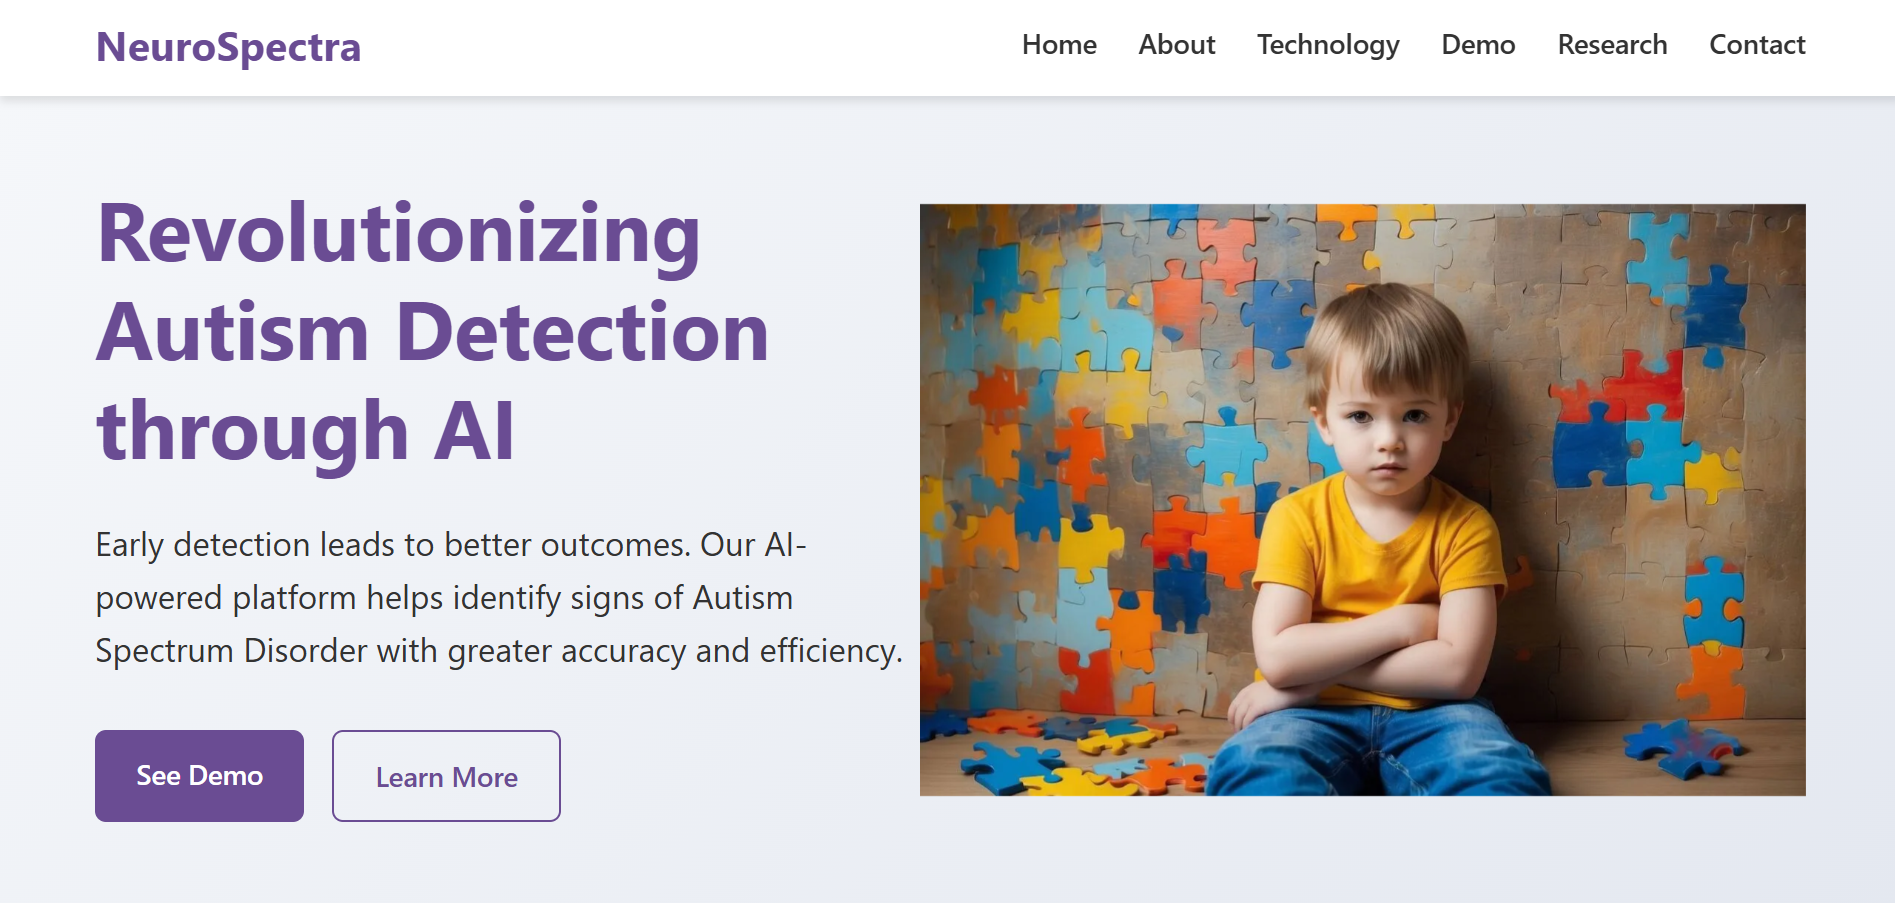 NeuroSpectra
Home About Technology Demo Research Contact
Revolutionizing
Autism Detection
through AI
Early detection leads to better outcomes. Our AI-
powered platform helps identify signs of Autism
Spectrum Disorder with greater accuracy and efficiency.
See Demo
Learn More